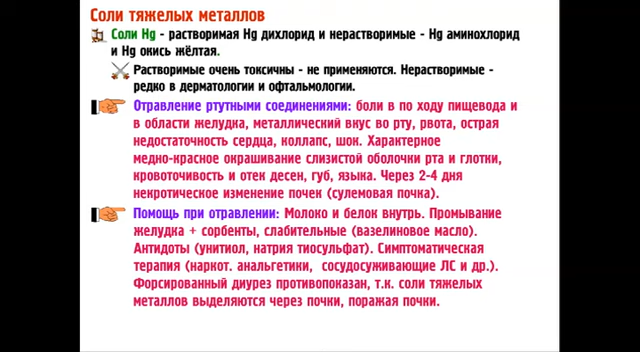 Соли тяжелых металлов
Соли Hg - растворимая Hg дихлорид и нерастворимые - Hg аминохлорид
и Hg окись жёлтая.
Растворимые очень токсичны - не применяются. Нерастворимые -
редко в дерматологии и офтальмологии.
Отравление ртутными соединениями: боли в по ходу пищевода и
в области желудка, металлический вкус во рту, рвота, острая
недостаточность сердца, коллапс, шок. Характерное
медно-красное окрашивание слизистой оболочки рта и глотки,
кровоточивость и отек десен, губ, языка. Через 2-4 дня
некротическое изменение почек (сулемовая почка).
Помощь при отравлении: Молоко и белок внутрь. Промывание
желудка + сорбенты, слабительные (вазелиновое масло).
Антидоты (унитиол, натрия тиосульфат). Симптоматическая
терапия (наркот. анальгетики, сосудосуживающие ЛС и др.).
Форсированный диурез противопоказан, т.к. соли тяжелых
металлов выделяются через почки, поражая почки.